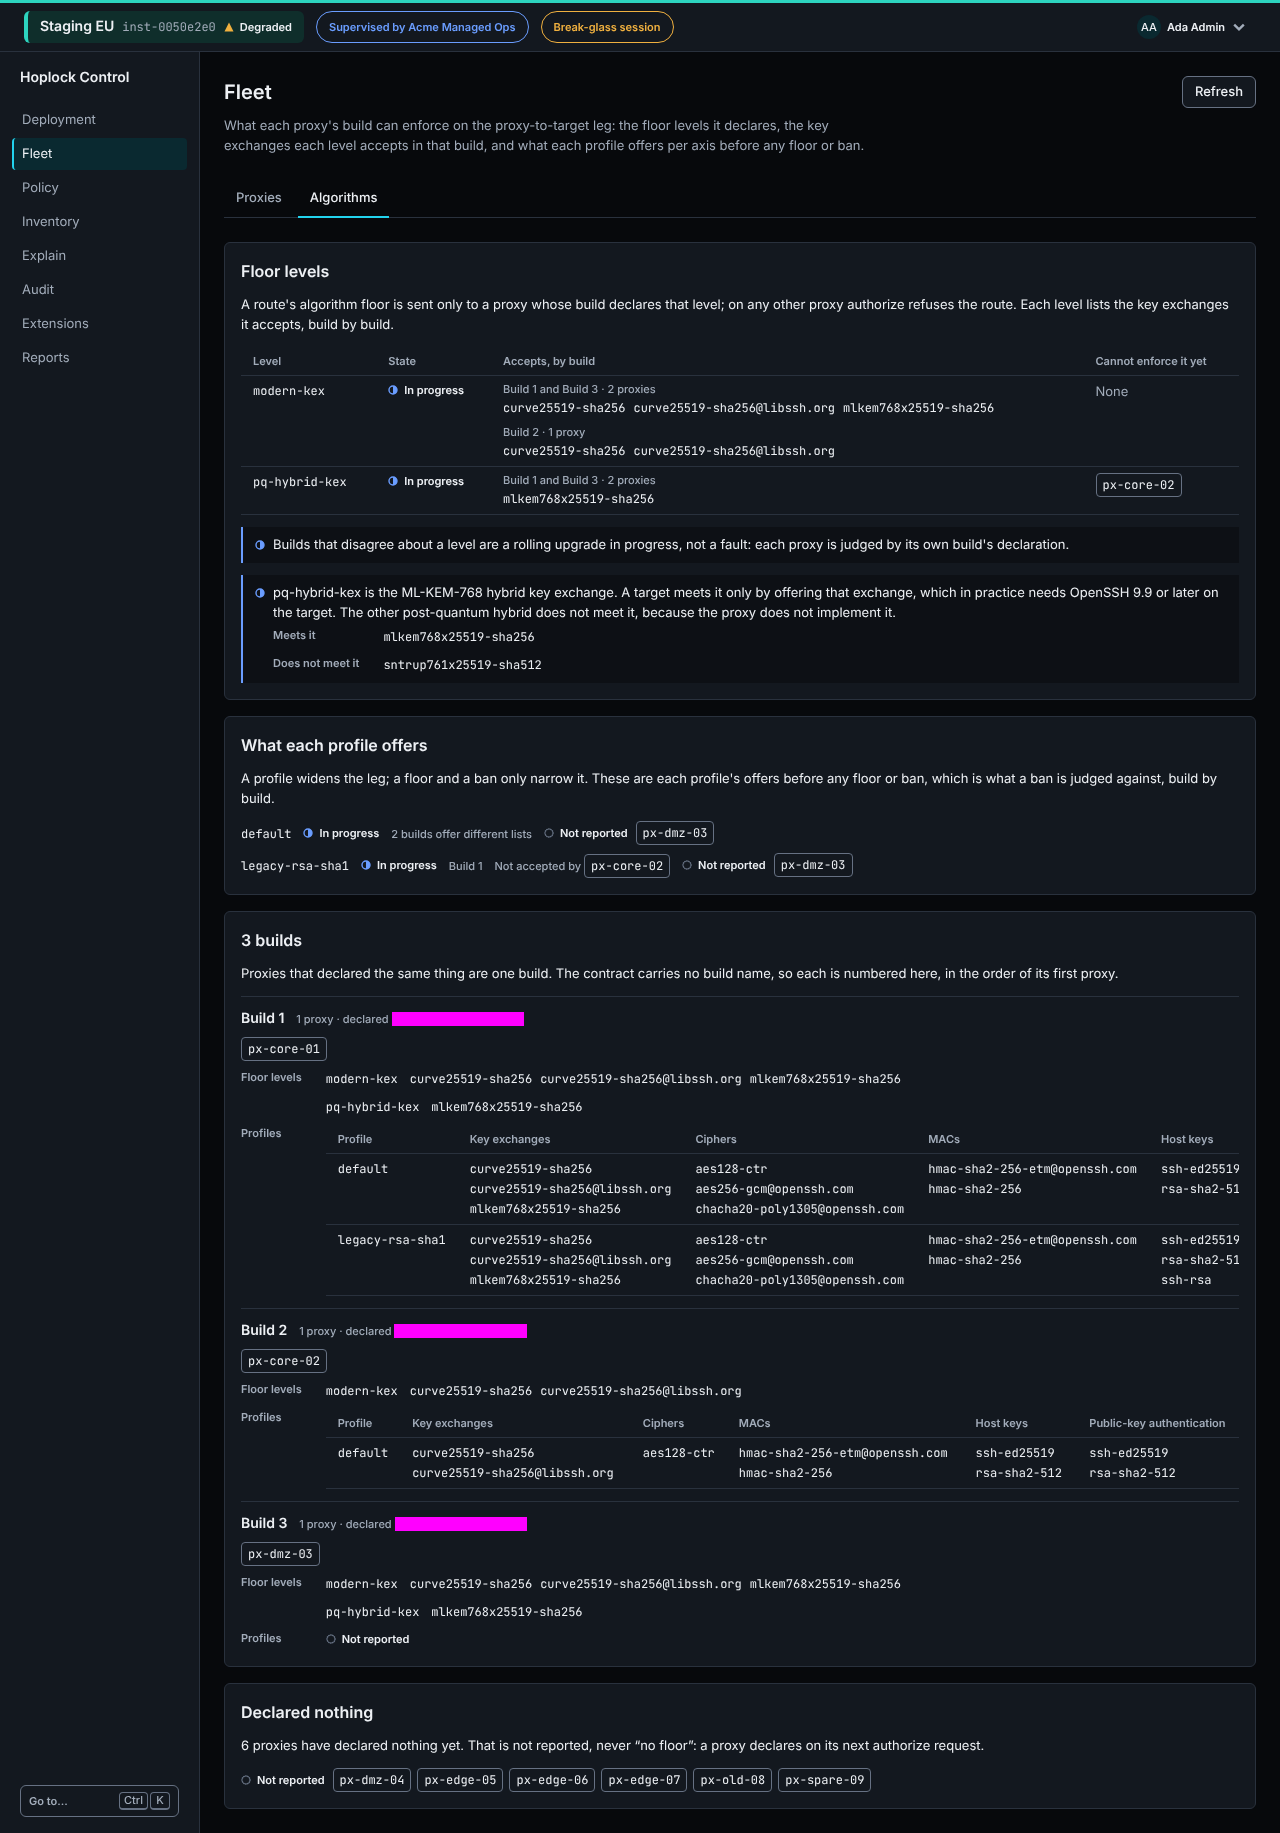 Staging EU inst-0050e2e0 Degraded Supervised by Acme Managed Ops Break-glass session AA Ada Admin
Hoplock Control
Deployment
Fleet
Policy
Inventory
Explain
Audit
Extensions
Reports
Go to... Ctrl K
Fleet
Refresh
What each proxy's build can enforce on the proxy-to-target leg: the floor levels it declares, the key
exchanges each level accepts in that build, and what each profile offers per axis before any floor or ban.
Proxies Algorithms
Floor levels
A route's algorithm floor is sent only to a proxy whose build declares that level; on any other proxy authorize refuses the route. Each level lists the key exchanges
it accepts, build by build.
Level State Accepts, by build Cannot enforce it yet
modern-kex In progress Build 1 and Build 3 · 2 proxies None
curve25519-sha256 curve25519-sha256@libssh.org mlkem768x25519-sha256
Build 2 · 1 proxy
curve25519-sha256 curve25519-sha256@libssh.org
pq-hybrid-kex In progress Build 1 and Build 3 · 2 proxies px-core-02
mlkem768x25519-sha256
Builds that disagree about a level are a rolling upgrade in progress, not a fault: each proxy is judged by its own build's declaration.
pq-hybrid-kex is the ML-KEM-768 hybrid key exchange. A target meets it only by offering that exchange, which in practice needs OpenSSH 9.9 or later on
the target. The other post-quantum hybrid does not meet it, because the proxy does not implement it.
Meets it mlkem768x25519-sha256
Does not meet it sntrup761x25519-sha512
What each profile offers
A profile widens the leg; a floor and a ban only narrow it. These are each profile's offers before any floor or ban, which is what a ban is judged against, build by
build.
default In progress 2 builds offer different lists Not reported px-dmz-03
legacy-rsa-sha1 In progress Build 1 Not accepted by px-core-02 Not reported px-dmz-03
3 builds
Proxies that declared the same thing are one build. The contract carries no build name, so each is numbered here, in the order of its first proxy.
Build 1 1 proxy · declared
px-core-01
Floor levels modern-kex curve25519-sha256 curve25519-sha256@libssh.org mlkem768x25519-sha256
pq-hybrid-kex mlkem768x25519-sha256
Profiles Profile Key exchanges Ciphers MACs Host keys
default curve25519-sha256 aes128-ctr hmac-sha2-256-etm@openssh.com ssh-ed25519
curve25519-sha256@libssh.org aes256-gcm@openssh.com hmac-sha2-256 rsa-sha2-51
mlkem768x25519-sha256 chacha20-poly1305@openssh.com
legacy-rsa-sha1 curve25519-sha256 aes128-ctr hmac-sha2-256-etm@openssh.com ssh-ed25519
curve25519-sha256@libssh.org aes256-gcm@openssh.com hmac-sha2-256 rsa-sha2-51
mlkem768x25519-sha256 chacha20-poly1305@openssh.com ssh-rsa
Build 2 1 proxy · declared
px-core-02
Floor levels modern-kex curve25519-sha256 curve25519-sha256@libssh.org
Profiles Profile Key exchanges Ciphers MACs Host keys Public-key authentication
default curve25519-sha256 aes128-ctr hmac-sha2-256-etm@openssh.com ssh-ed25519 ssh-ed25519
curve25519-sha256@libssh.org hmac-sha2-256 rsa-sha2-512 rsa-sha2-512
Build 3 1 proxy · declared
px-dmz-03
Floor levels modern-kex curve25519-sha256 curve25519-sha256@libssh.org mlkem768x25519-sha256
pq-hybrid-kex mlkem768x25519-sha256
Profiles Not reported
Declared nothing
6 proxies have declared nothing yet. That is not reported, never “no floor”: a proxy declares on its next authorize request.
Not reported px-dmz-04 px-edge-05 px-edge-06 px-edge-07 px-old-08 px-spare-09